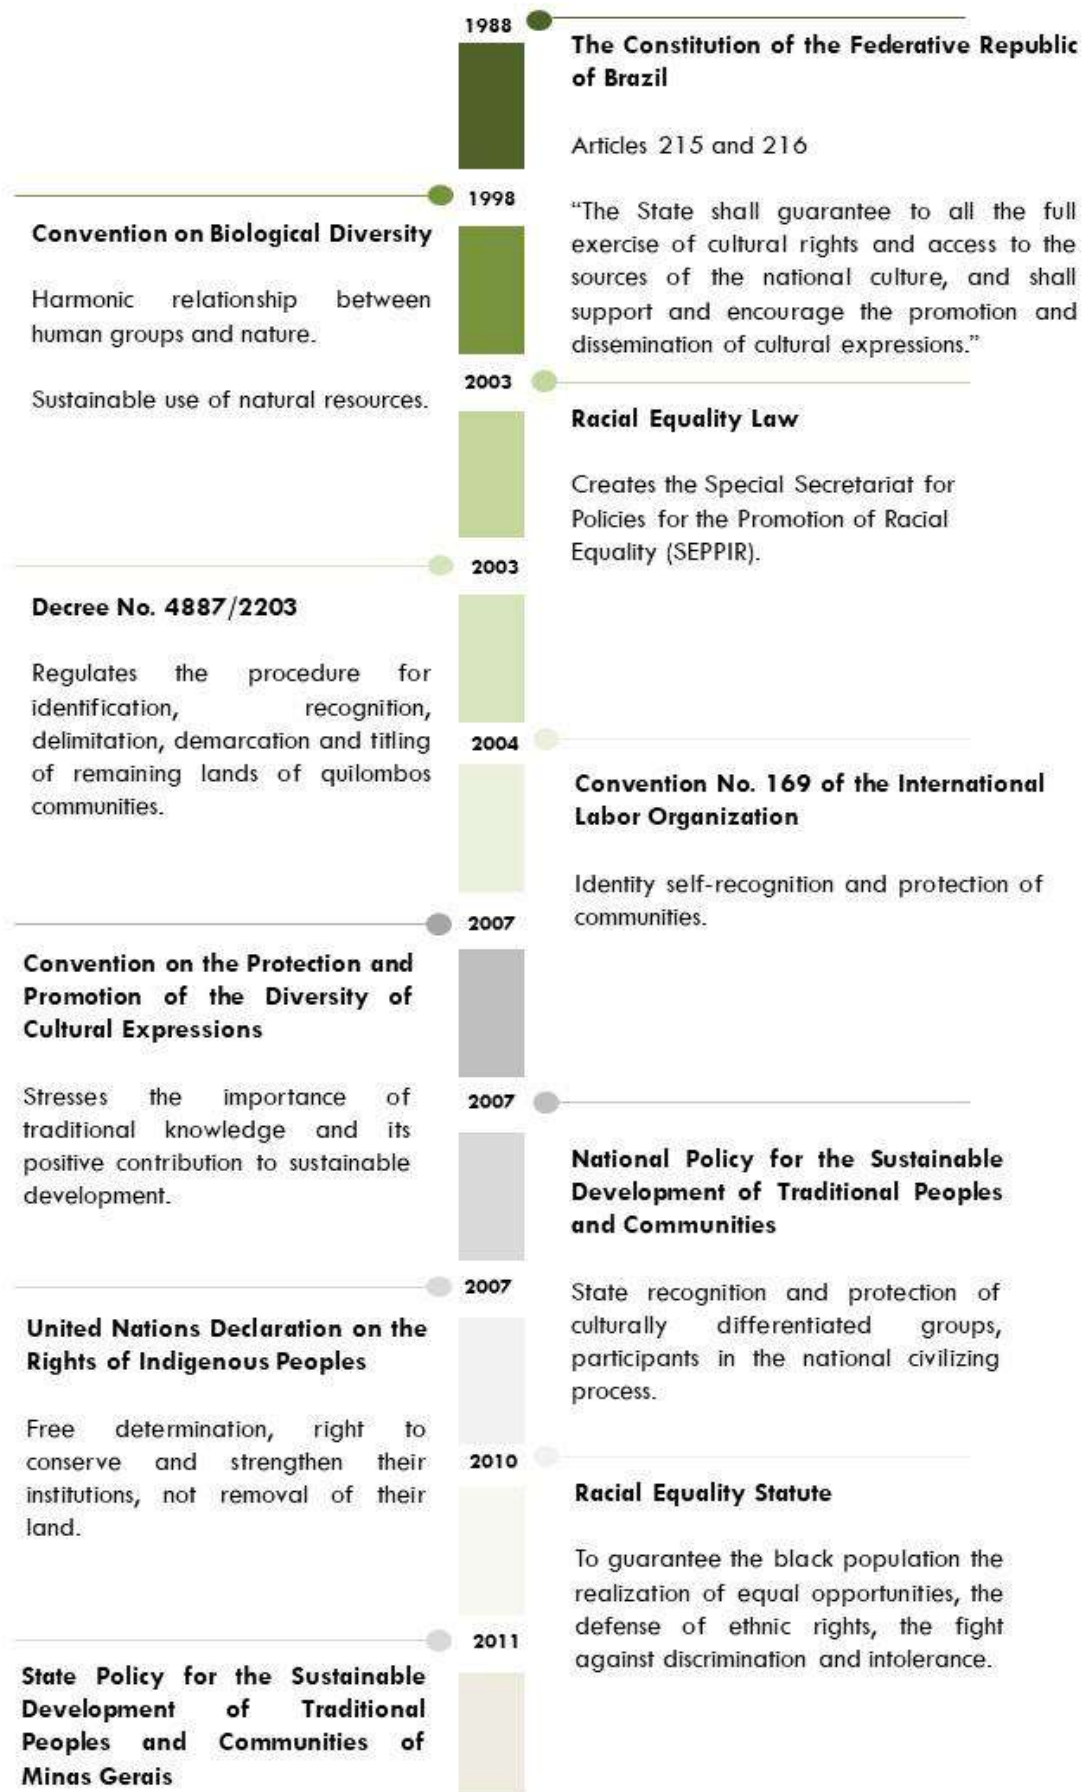 1988
The Constitution of the Federative Republic
of Brazil
Articles 215 and 216
“The State shall guarantee to all the full
exercise of cultural rights and access to the
sources of the national culture, and shall
support and encourage the promotion and
dissemination of cultural expressions.”
1998
Convention on Biological Diversity
Harmonic relationship between
human groups and nature.
Sustainable use of natural resources.
2003
Racial Equality Law
Creates the Special Secretariat for
Policies for the Promotion of Racial
Equality (SEPPIR).
2003
Decree No. 4887/2203
Regulates the procedure for
identification, recognition,
delimitation, demarcation and titling
of remaining lands of quilombos
communities.
2004
Convention No. 169 of the International
Labor Organization
Identity self-recognition and protection of
communities.
2007
Convention on the Protection and
Promotion of the Diversity of
Cultural Expressions
Stresses the importance of
traditional knowledge and its
positive contribution to sustainable
development.
2007
National Policy for the Sustainable
Development of Traditional Peoples
and Communities
State recognition and protection of
culturally differentiated groups,
participants in the national civilizing
process.
2007
United Nations Declaration on the
Rights of Indigenous Peoples
Free determination, right to
conserve and strengthen their
institutions, not removal of their
land.
2010
Racial Equality Statute
To guarantee the black population the
realization of equal opportunities, the
defense of ethnic rights, the fight
against discrimination and intolerance.
2011
State Policy for the Sustainable
Development of Traditional
Peoples and Communities of
Minas Gerais